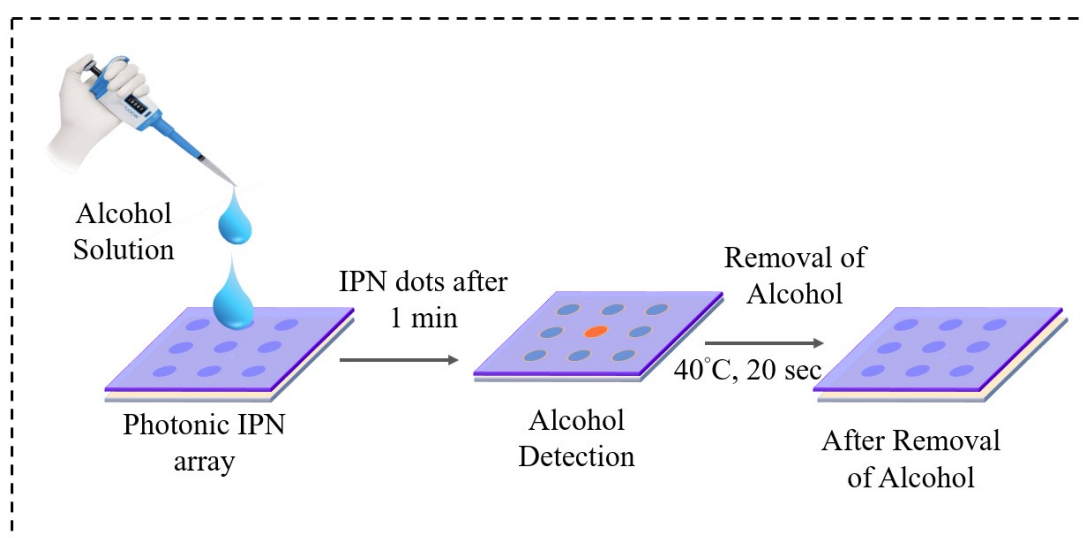 Alcohol
Solution
Photonic IPN
array
IPN dots after
1 min
Alcohol
Detection
Removal of
Alcohol
40°C, 20 sec
After Removal
of Alcohol